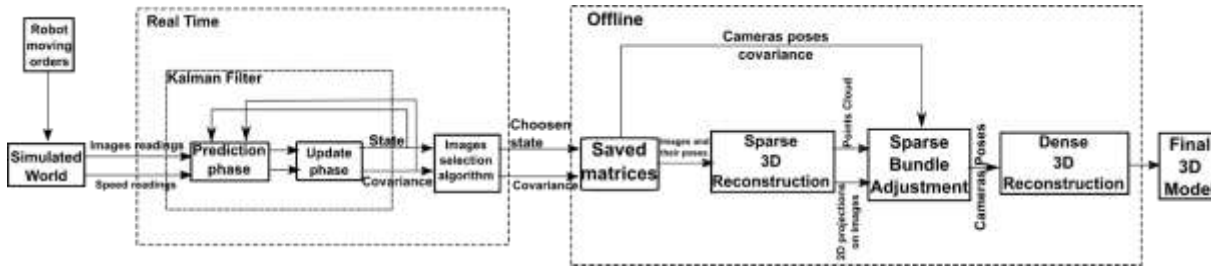 Robot
moving
orders
Real Time
Offline
Kalman Filter
Cameras poses
covariance
Simulated
World
Images readings
Speed readings
Prediction
phase
Update
phase
State
Covariance
Images
selection
algorithm
Choosen
state
Covariance
Saved
matrices
Images and
their poses
Sparse
3D
Reconstruction
Points Cloud
2D projections
on images
Sparse
Bundle
Adjustment
Cameras Poses
Dense
3D
Reconstruction
Final
3D
Model